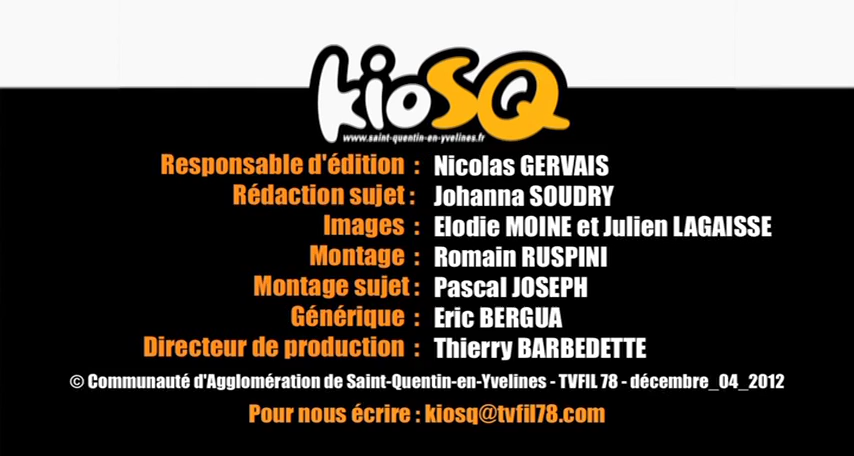 kioSQ
www.saint-quentin-en-yvelines.fr
Responsable d'édition : Nicolas GERVAIS
Rédaction sujet : Johanna SOUDRY
Images : Elodie MOINE et Julien LAGAISSE
Montage : Romain RUSPINI
Montage sujet : Pascal JOSEPH
Générique : Eric BERGUA
Directeur de production : Thierry BARBEDETTE
© Communauté d'Agglomération de Saint-Quentin-en-Yvelines - TVFIL 78 - décembre_04_2012
Pour nous écrire : kiosq@tvfil78.com